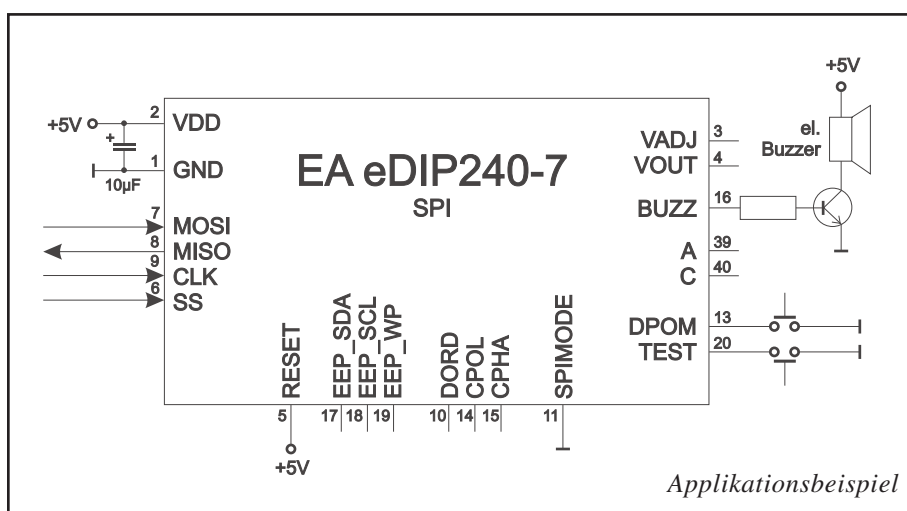 +5V
2
VDD
+
1
GND
10µF
7
MOSI
8
MISO
9
CLK
6
SS
EA eDIP240-7
SPI
VADJ
3
VOUT
4
BUZZ
16
A
39
C
40
DPOM
13
TEST
20
+5V
el.
Buzzer
RESET
EEP_SDA
EEP_SCL
EEP_WP
DORD
CPOL
CPHA
SPIMODE
5
17
18
19
10
14
15
11
+5V
Applikationsbeispiel